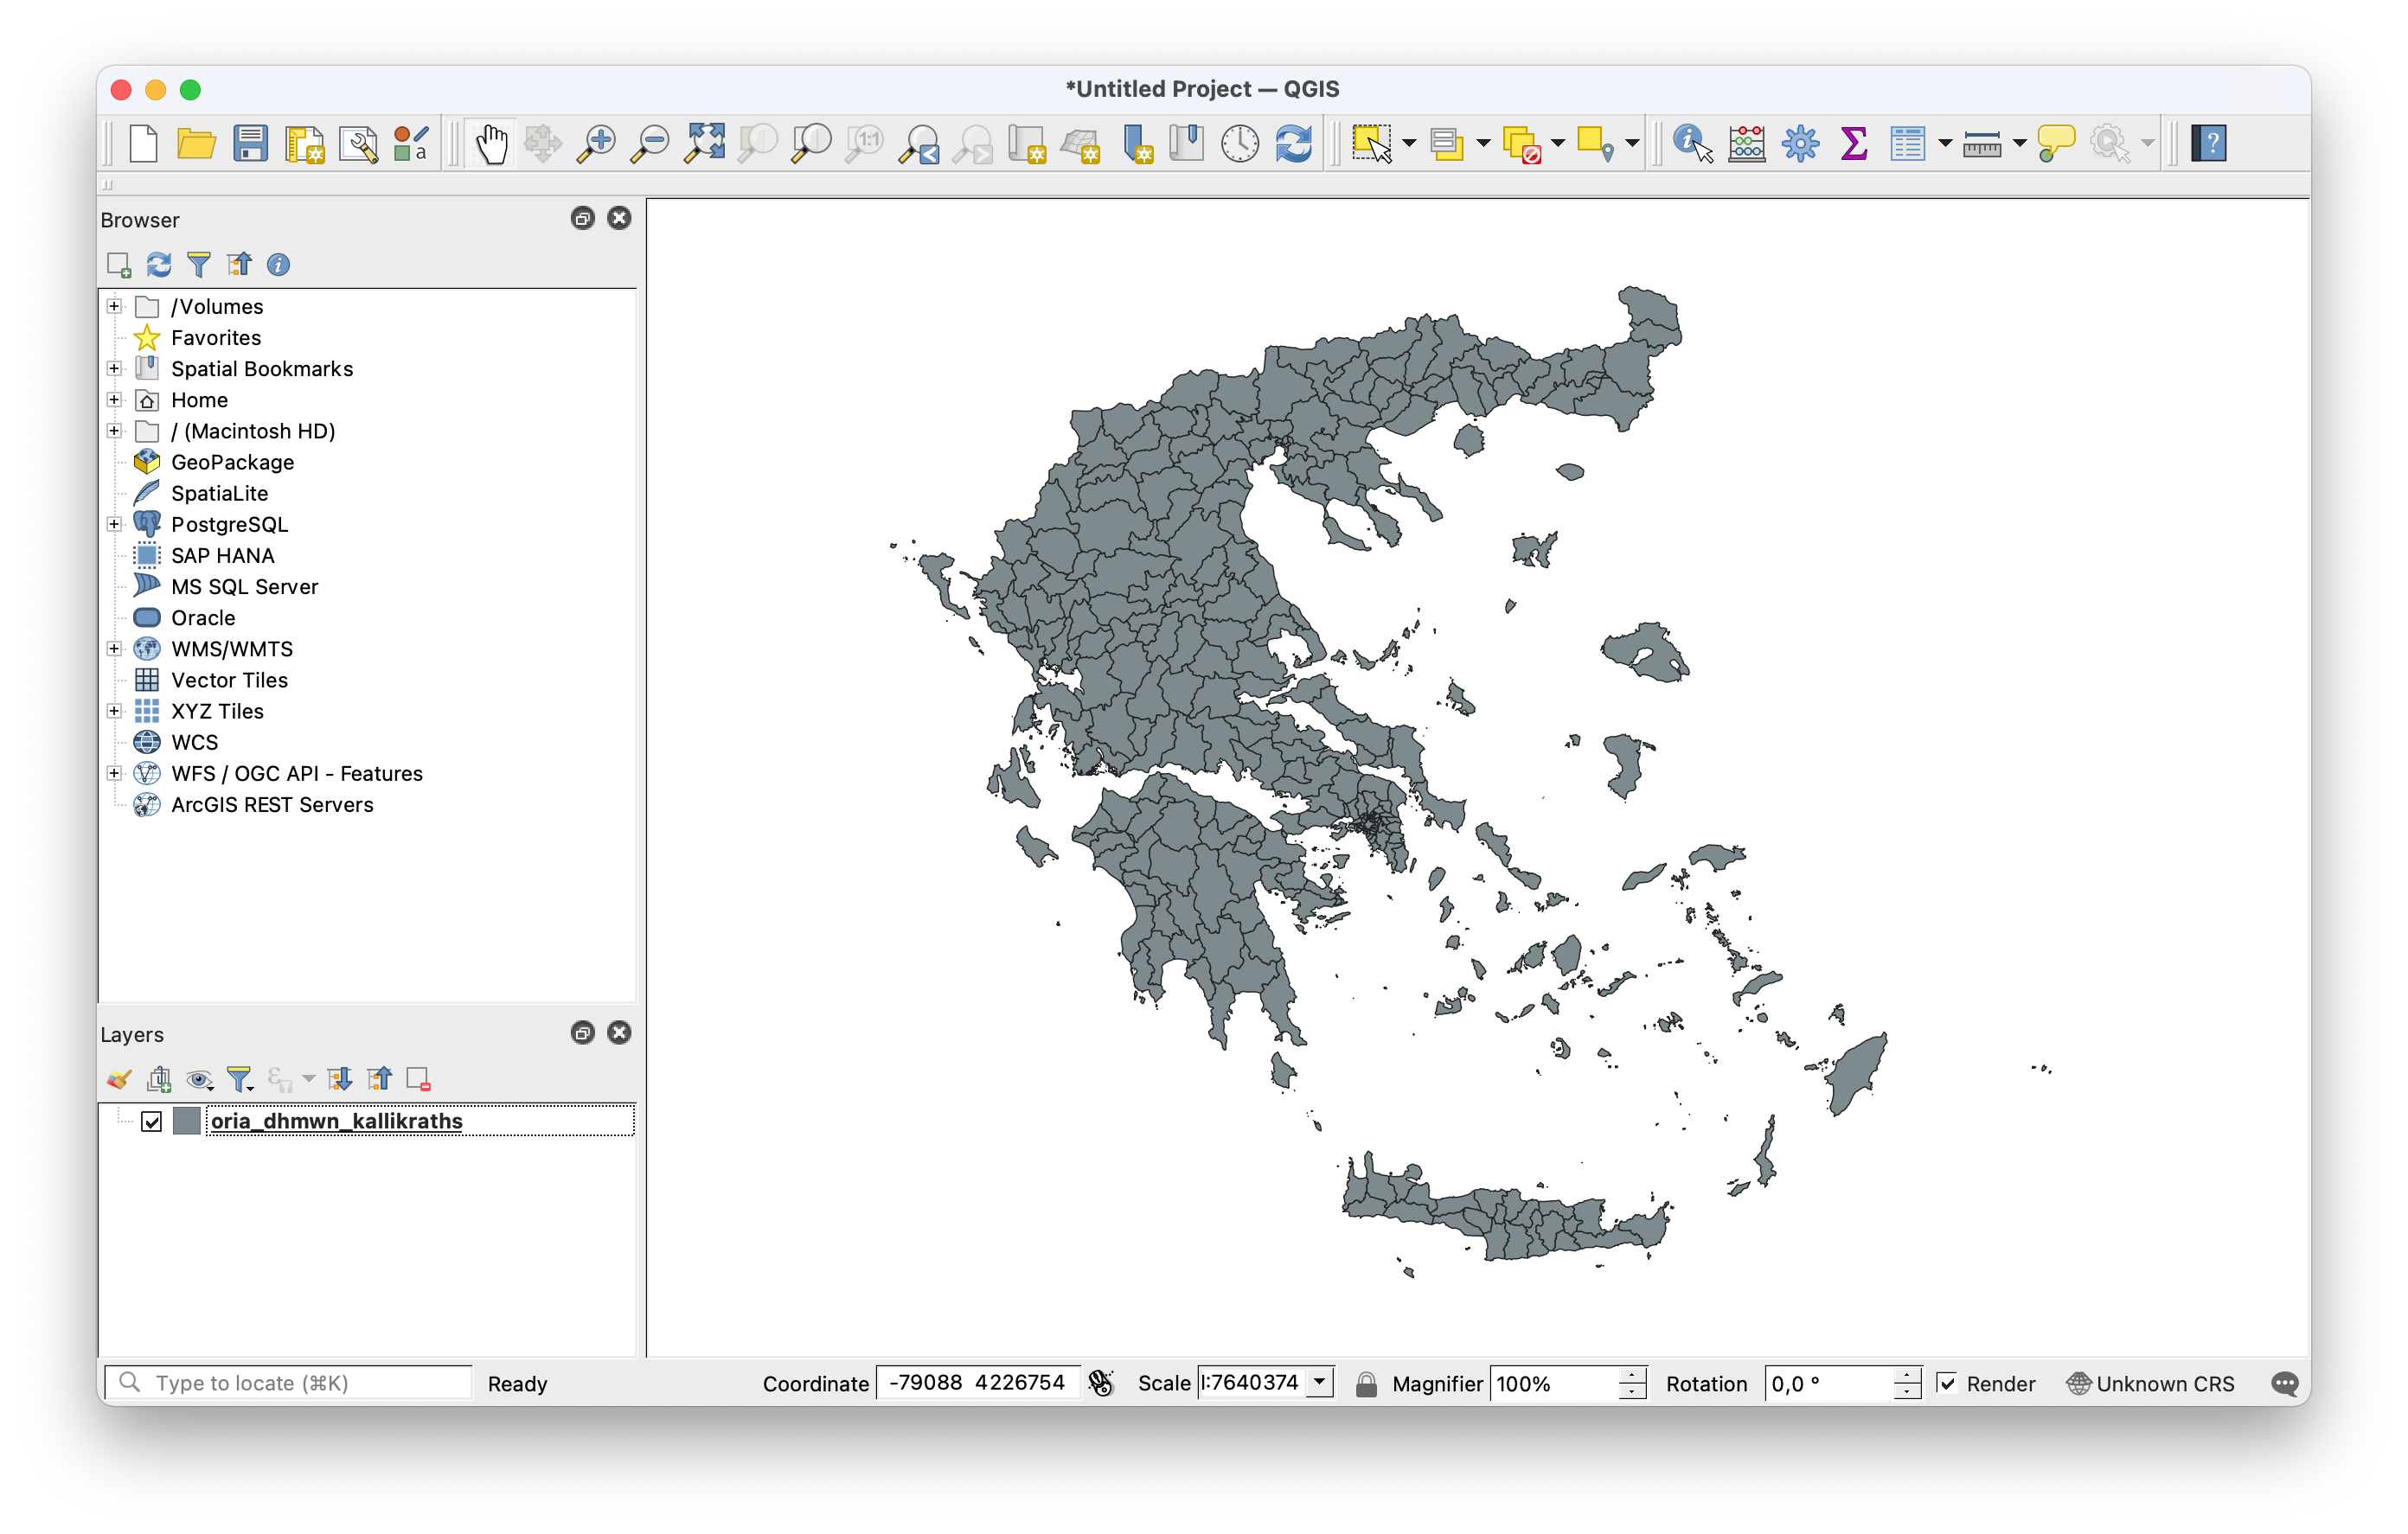 *Untitled Project — QGIS
Browser
/Volumes
Favorites
Spatial Bookmarks
Home
/ (Macintosh HD)
GeoPackage
SpatiaLite
PostgreSQL
SAP HANA
MS SQL Server
Oracle
WMS/WMTS
Vector Tiles
XYZ Tiles
WCS
WFS / OGC API - Features
ArcGIS REST Servers
Layers
oria_dhmwn_kallikraths
Type to locate (⌘K) Ready Coordinate -79088 4226754 Scale 1:7640374 Magnifier 100% Rotation 0,0 ° Render Unknown CRS